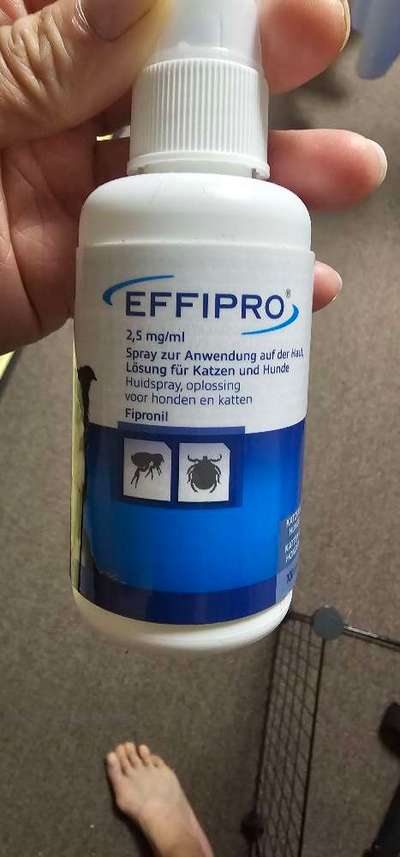 EFFIPRO®
2,5 mg/ml
Spray zur Anwendung auf der Haut,
Lösung für Katzen und Hunde
Huidspray, oplossing
voor honden en katten
Fipronil